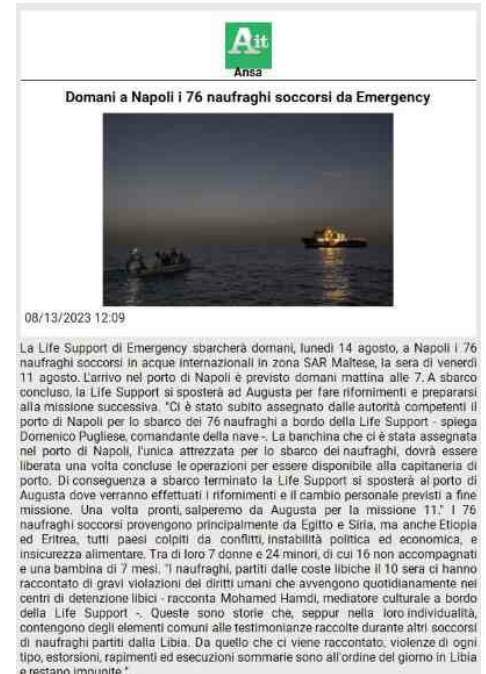 Ait
Ansa
Domani a Napoli i 76 naufraghi soccorsi da Emergency
08/13/2023 12:09
La Life Support di Emergency sbarcherà domani, lunedì 14 agosto, a Napoli i 76
naufraghi soccorsi in acque internazionali in zona SAR Maltese, la sera di venerdì
11 agosto. L'arrivo nel porto di Napoli è previsto domani mattina alle 7. A sbarco
concluso, la Life Support si sposterà ad Augusta per fare rifornimenti e prepararsi
alla missione successiva. "Ci è stato subito assegnato dalle autorità competenti il
porto di Napoli per lo sbarco dei 76 naufraghi a bordo della Life Support - spiega
Domenico Pugliese, comandante della nave -. La banchina che ci è stata assegnata
nel porto di Napoli, l'unica attrezzata per lo sbarco dei naufraghi, dovrà essere
liberata una volta concluse le operazioni per essere disponibile alla capitaneria di
porto. Di conseguenza a sbarco terminato la Life Support si sposterà al porto di
Augusta dove verranno effettuati i rifornimenti e il cambio personale previsti a fine
missione. Una volta pronti, salperemo da Augusta per la missione 11." I 76
naufraghi soccorsi provengono principalmente da Egitto e Siria, ma anche Etiopia
ed Eritrea, tutti paesi colpiti da conflitti, instabilità politica ed economica, e
insicurezza alimentare. Tra di loro 7 donne e 24 minori, di cui 16 non accompagnati
e una bambina di 7 mesi. "I naufraghi, partiti dalle coste libiche il 10 sera ci hanno
raccontato di gravi violazioni dei diritti umani che avvengono quotidianamente nei
centri di detenzione libici - racconta Mohamed Hamdi, mediatore culturale a bordo
della Life Support -. Queste sono storie che, seppur nella loro individualità,
contengono degli elementi comuni alle testimonianze raccolte durante altri soccorsi
di naufraghi partiti dalla Libia. Da quello che ci viene raccontato, violenze di ogni
tipo, estorsioni, rapimenti ed esecuzioni sommarie sono all'ordine del giorno in Libia
e restano impunite."